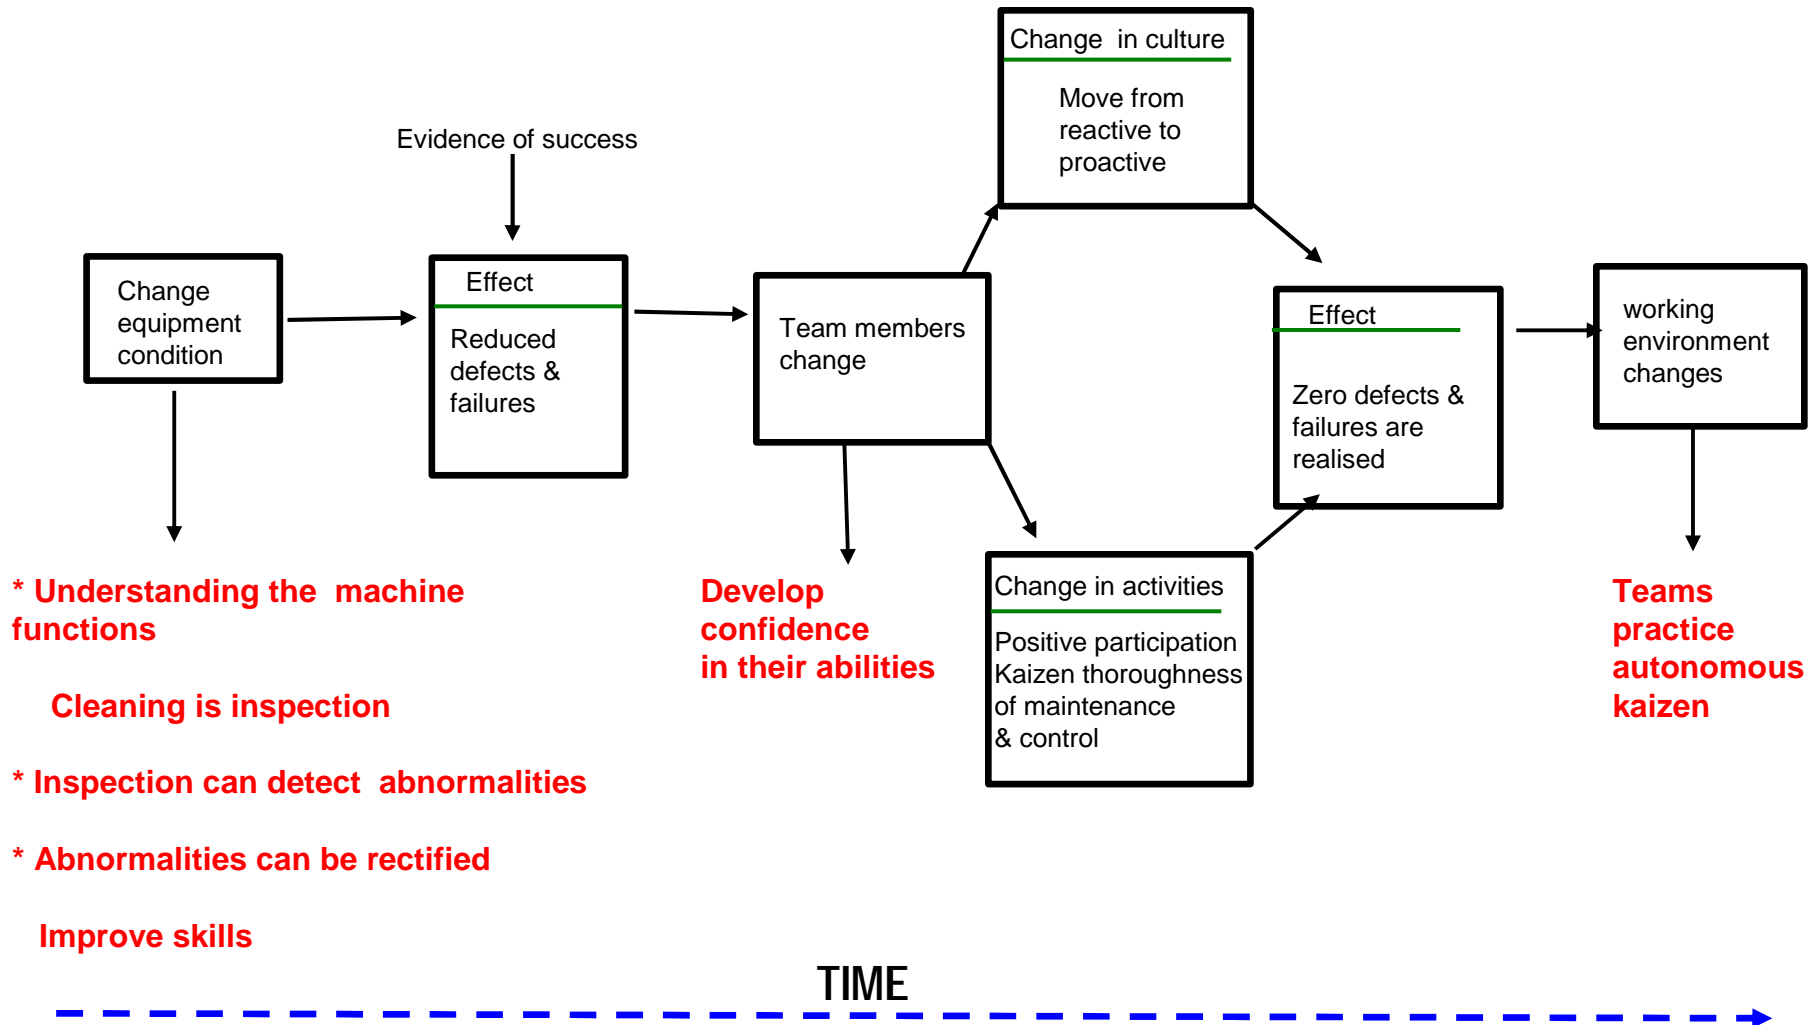 Change in culture
Move from
reactive to
proactive
Evidence of success
Change
equipment
condition
Effect
Reduced
defects &
failures
Team members
change
Effect
Zero defects &
failures are
realised
working
environment
changes
* Understanding the machine
functions
Cleaning is inspection
* Inspection can detect abnormalities
* Abnormalities can be rectified
Improve skills
Develop
confidence
in their abilities
Change in activities
Positive participation
Kaizen thoroughness
of maintenance
& control
Teams
practice
autonomous
kaizen
TIME